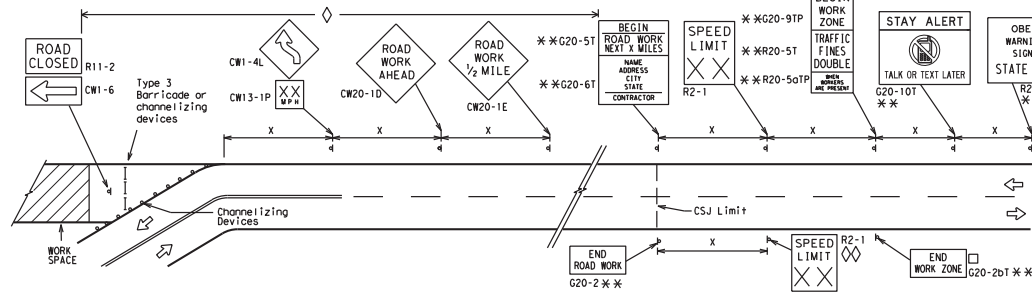 ROAD
CLOSED
R11-2
CW1-6
Type 3
Barricade or
channelizing
devices
CW1-4L
XX
MPH
CW13-1P
ROAD
WORK
AHEAD
CW20-1D
ROAD
WORK
1/2 MILE
CW20-1E
* * G20-5T
BEGIN
ROAD WORK
NEXT X MILES
* * G20-6T
NAME
ADDRESS
CITY
STATE
CONTRACTOR
SPEED
LIMIT
X X
R2-1
* * G20-9TP
WORK
ZONE
* * R20-5T
TRAFFIC
FINES
DOUBLE
* * R20-5aTP
WHEN
WORKERS
ARE PRESENT
STAY ALERT
TALK OR TEXT LATER
G20-10T
* *
OBE
WARNI
SIGN
STATE
R2
*
X X X X X X
Channelizing
Devices
WORK
SPACE
CSJ Limit
END
ROAD WORK
G20-2 * *
X
SPEED
LIMIT
X X
R2-1
END
WORK ZONE
G20-2bT * *